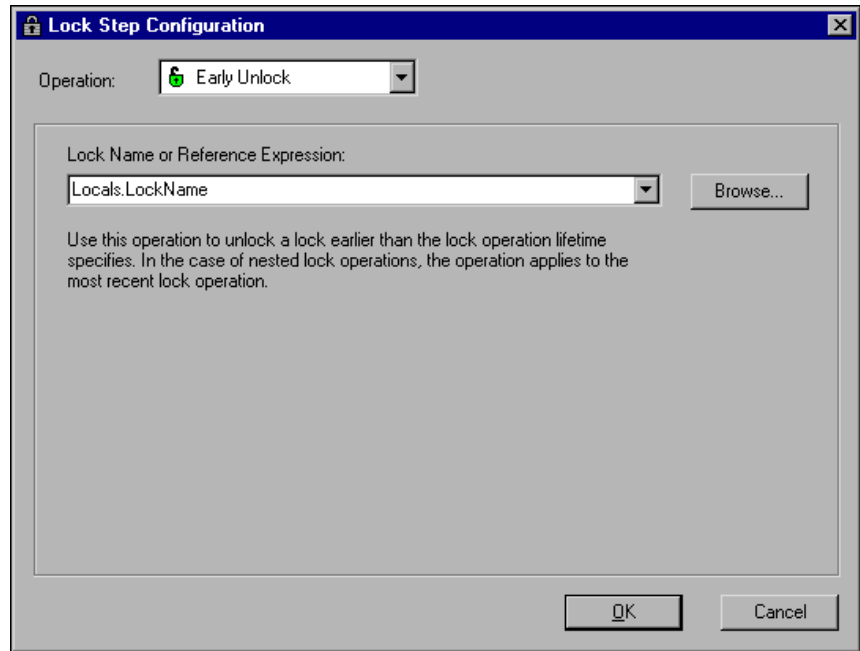 Lock Step Configuration
Operation: Early Unlock
Lock Name or Reference Expression:
Locals.LockName
Browse...
Use this operation to unlock a lock earlier than the lock operation lifetime
specifies. In the case of nested lock operations, the operation applies to the
most recent lock operation.
OK Cancel